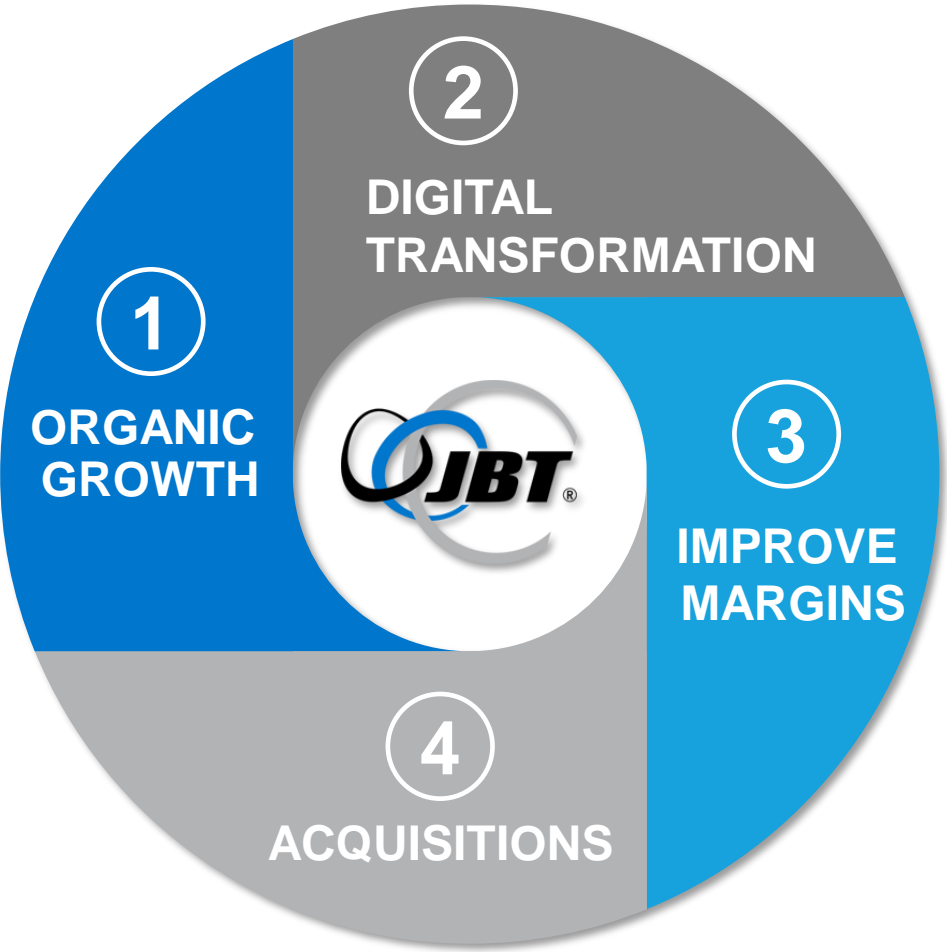 1
ORGANIC
GROWTH
2
DIGITAL
TRANSFORMATION
3
IMPROVE
MARGINS
4
ACQUISITIONS
JBT®